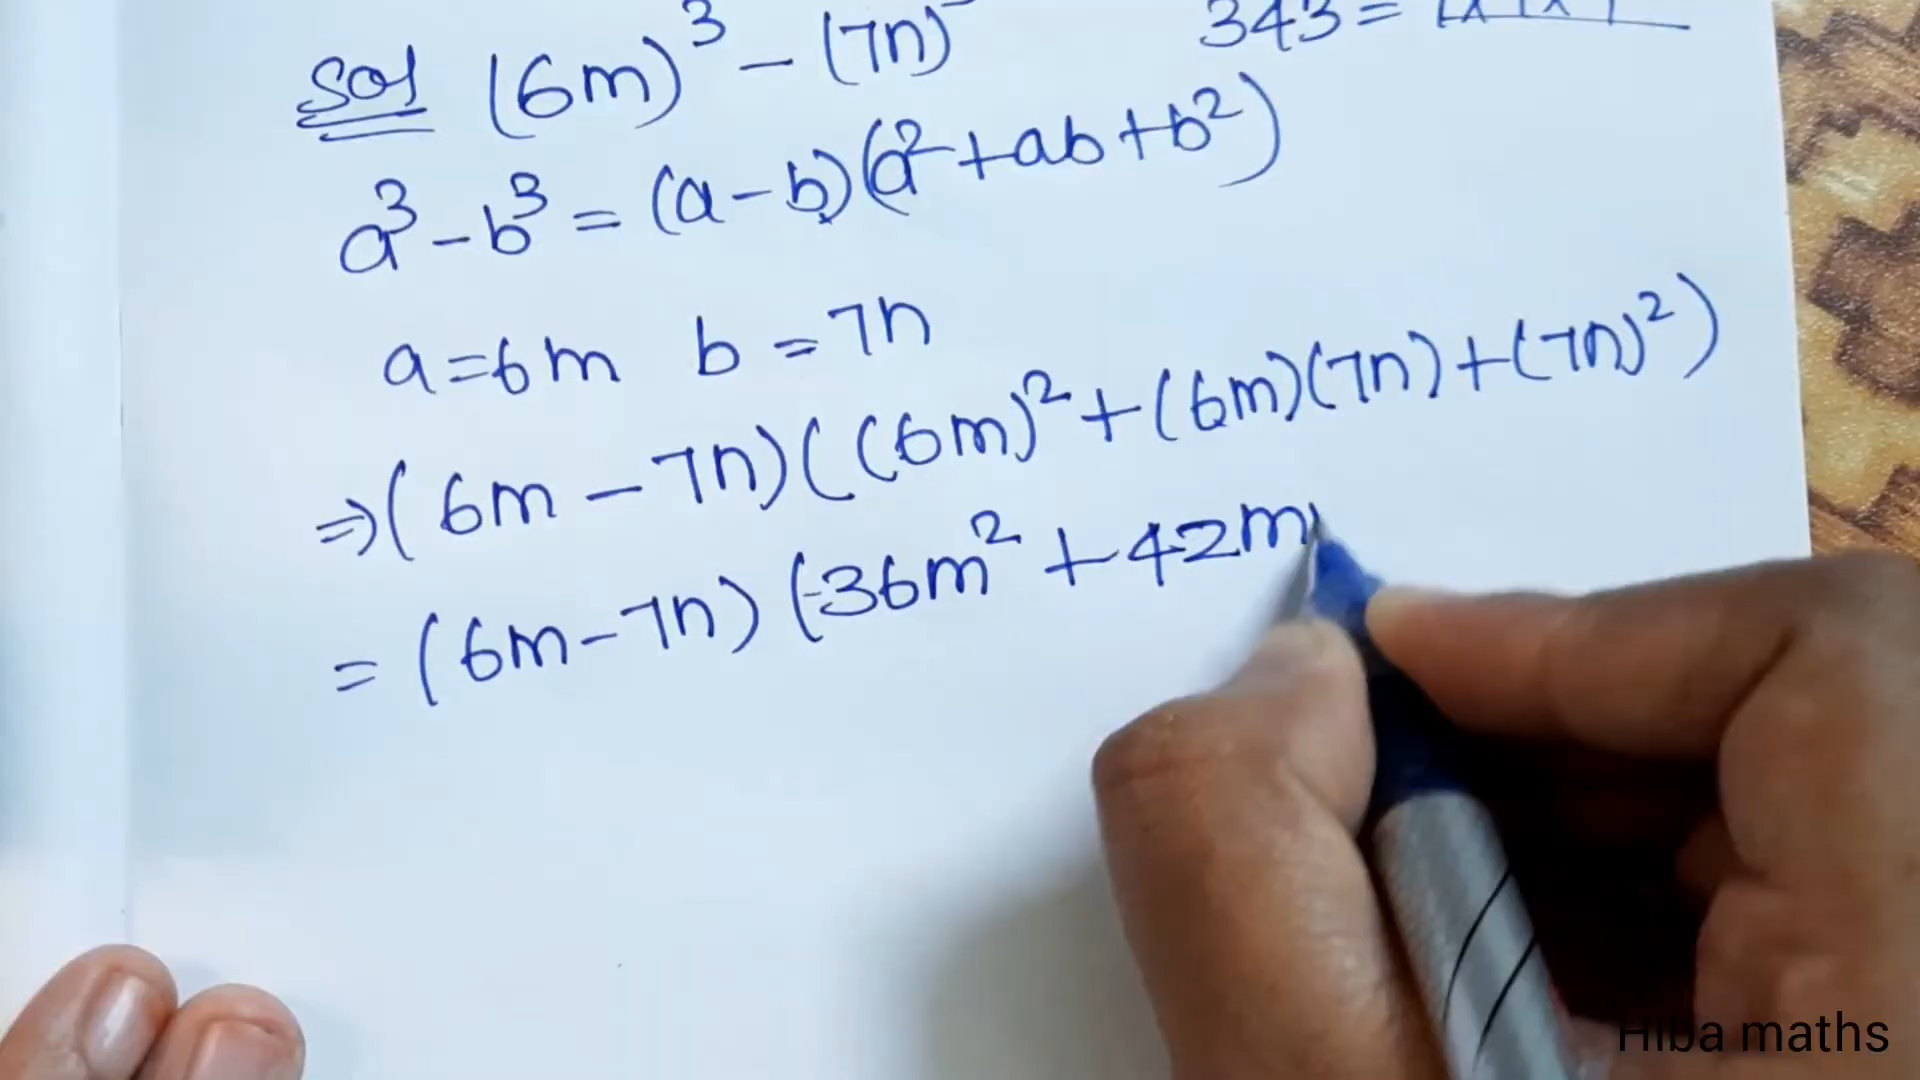 343 =
Sol (6m)³ - (7n)
a³ - b³ = (a - b)(a² + ab + b²)
a = 6m b = 7n
⇒ (6m - 7n)((6m)² + (6m)(7n) + (7n)²)
= (6m - 7n) (36m² + 42m
Hiba maths